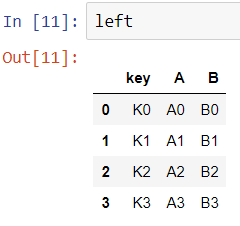 In [11]: left
Out[11]:
key A B
0 K0 A0 B0
1 K1 A1 B1
2 K2 A2 B2
3 K3 A3 B3